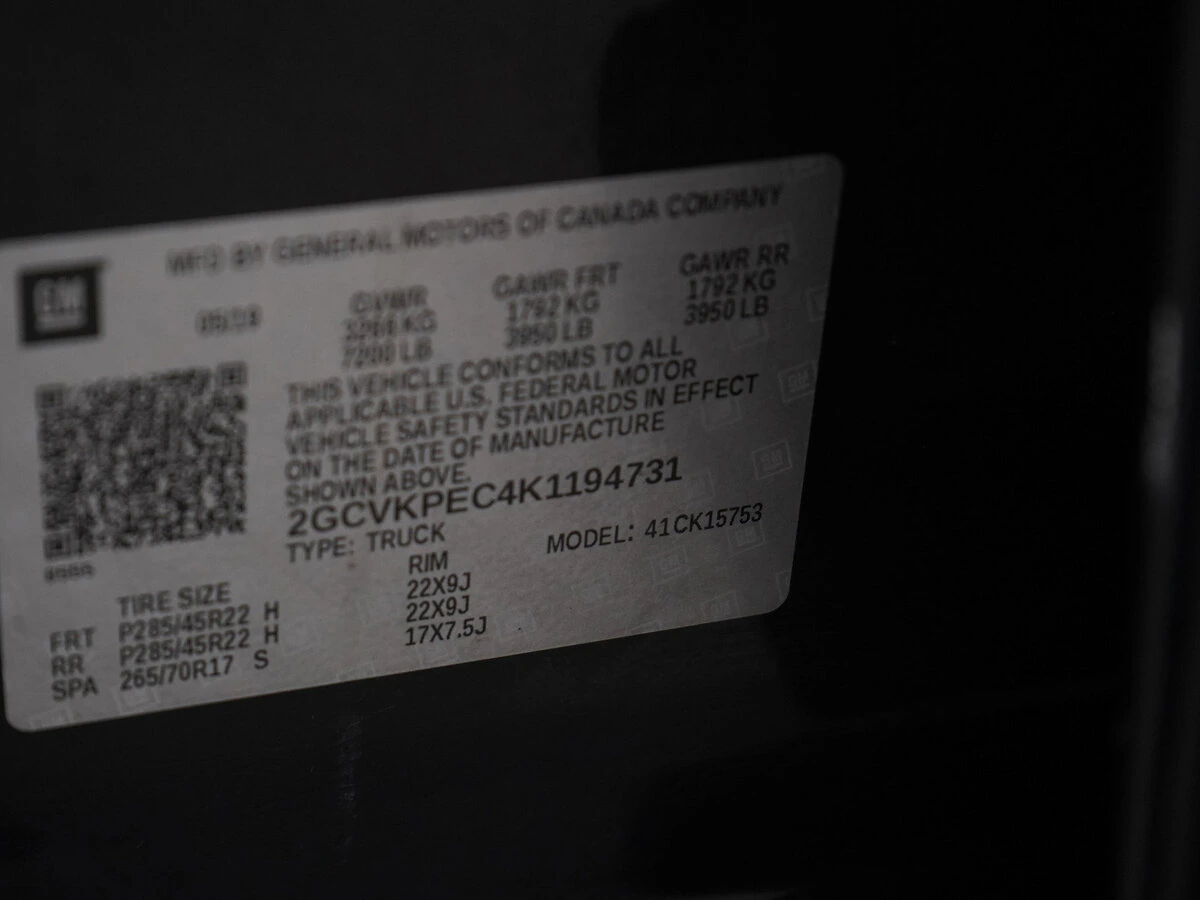 MFD BY GENERAL MOTORS OF CANADA COMPANY
GM
GVWR GAWR FRT GAWR RR
KG 1792 KG 1792 KG
7200 LB 3950 LB 3950 LB
THIS VEHICLE CONFORMS TO ALL
APPLICABLE U.S. FEDERAL MOTOR
VEHICLE SAFETY STANDARDS IN EFFECT
ON THE DATE OF MANUFACTURE
SHOWN ABOVE.
2GCVKPEC4K1194731
TYPE: TRUCK MODEL: 41CK15753
TIRE SIZE RIM
FRT P285/45R22 H 22X9J
RR P285/45R22 H 22X9J
SPA 265/70R17 S 17X7.5J